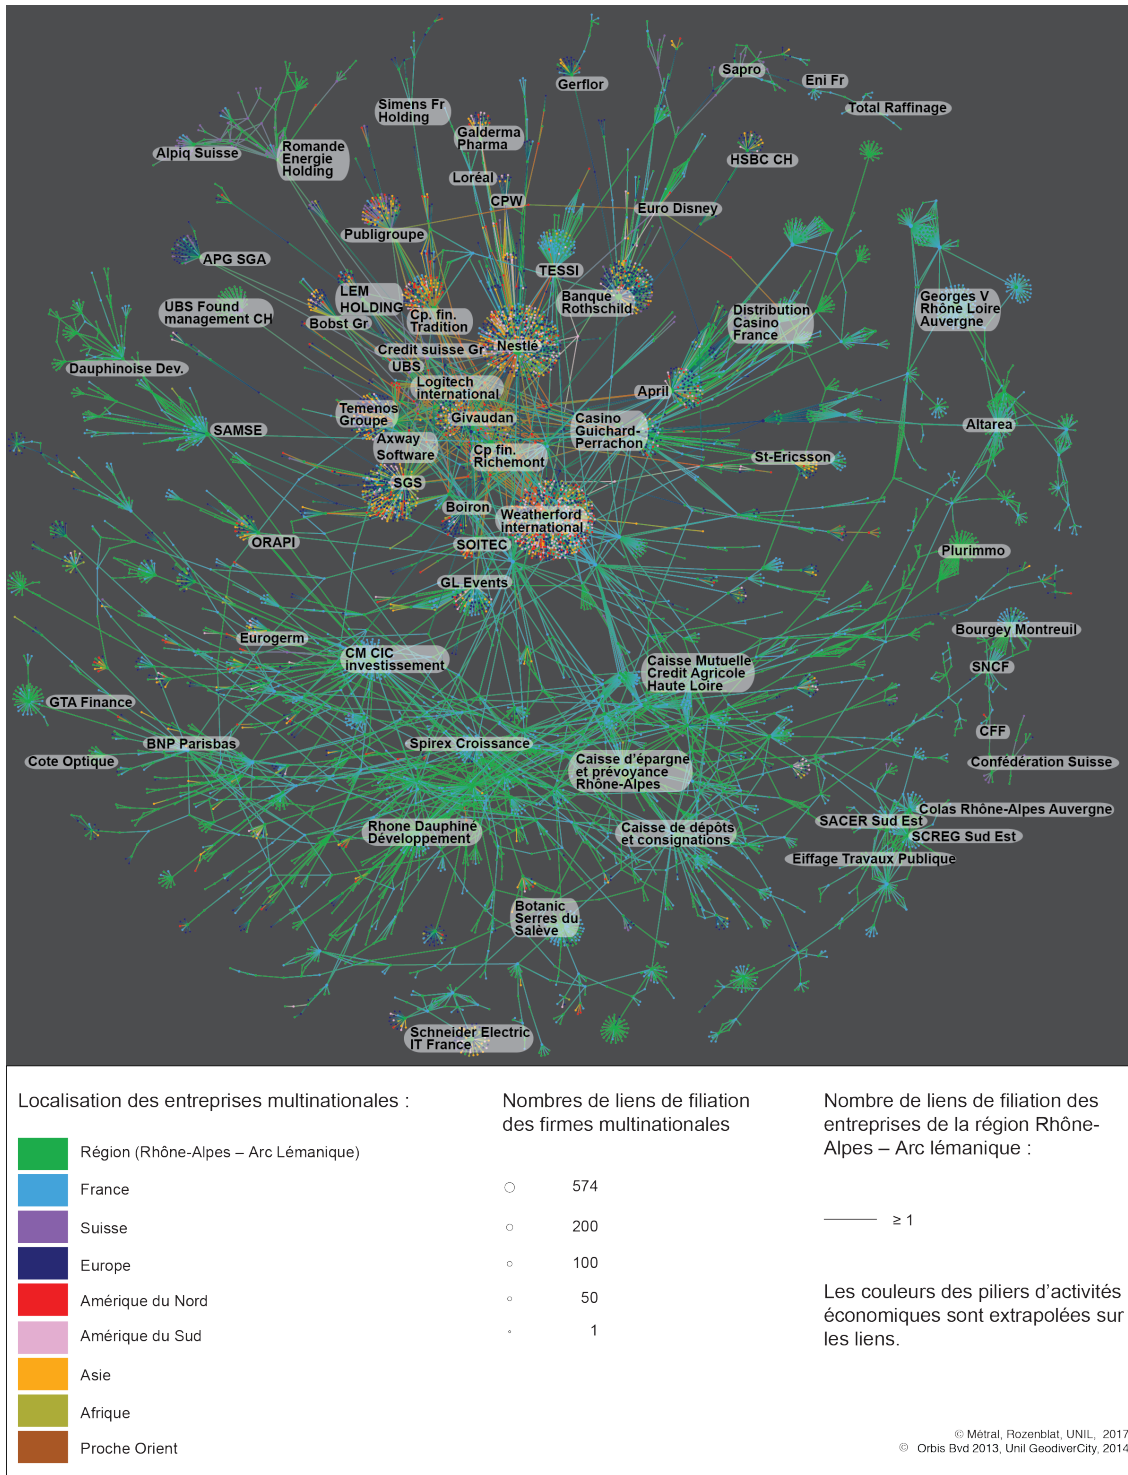 Gerflor
Sapro
Eni Fr
Total Raffinage
Simens Fr
Holding
Galderma
Pharma
Alpiq Suisse
Romande
Energie
Holding
HSBC CH
Loréal
CPW
Euro Disney
Publigroupe
APG SGA
TESSI
UBS Found
management CH
LEM
HOLDING
Bobst Gr
Cp. fin.
Tradition
Banque
Rothschild
Distribution
Casino
France
Georges V
Rhône Loire
Auvergne
Credit suisse Gr
Nestlé
UBS
Dauphinoise Dev.
Logitech
international
April
Temenos
Groupe
Givaudan
Casino
Guichard-
Perrachon
Altarea
SAMSE
Axway
Software
Cp fin.
Richemont
St-Ericsson
SGS
Boiron
Weatherford
international
ORAPI
SOITEC
Plurimmo
GL Events
Eurogerm
Bourgey Montreuil
CM CIC
investissement
Caisse Mutuelle
Credit Agricole
Haute Loire
SNCF
GTA Finance
CFF
BNP Parisbas
Spirex Croissance
Cote Optique
Caisse d’épargne
et prévoyance
Rhône-Alpes
Confédération Suisse
Colas Rhône-Alpes Auvergne
SACER Sud Est
Rhone Dauphiné
Développement
Caisse de dépôts
et consignations
SCREG Sud Est
Eiffage Travaux Publique
Botanic
Serres du
Salève
Schneider Electric
IT France
Localisation des entreprises multinationales :
Région (Rhône-Alpes – Arc Lémanique)
France
Suisse
Europe
Amérique du Nord
Amérique du Sud
Asie
Afrique
Proche Orient
Nombres de liens de filiation
des firmes multinationales
574
200
100
50
1
Nombre de liens de filiation des
entreprises de la région Rhône-
Alpes – Arc lémanique :
≥ 1
Les couleurs des piliers d’activités
économiques sont extrapolées sur
les liens.
© Métral, Rozenblat, UNIL, 2017
© Orbis Bvd 2013, Unil GeodiverCity, 2014